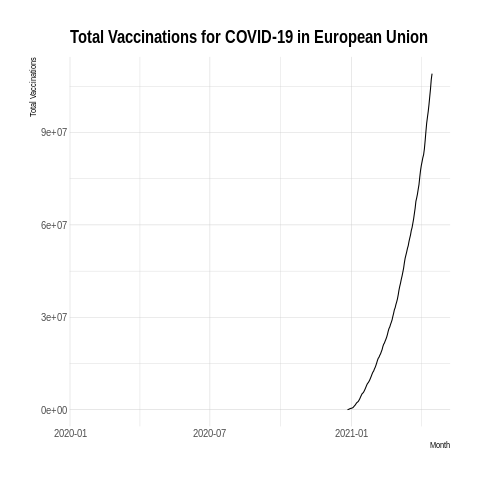 Total Vaccinations for COVID-19 in European Union
Total Vaccinations
9e+07
6e+07
3e+07
0e+00
2020-01
2020-07
2021-01
Month